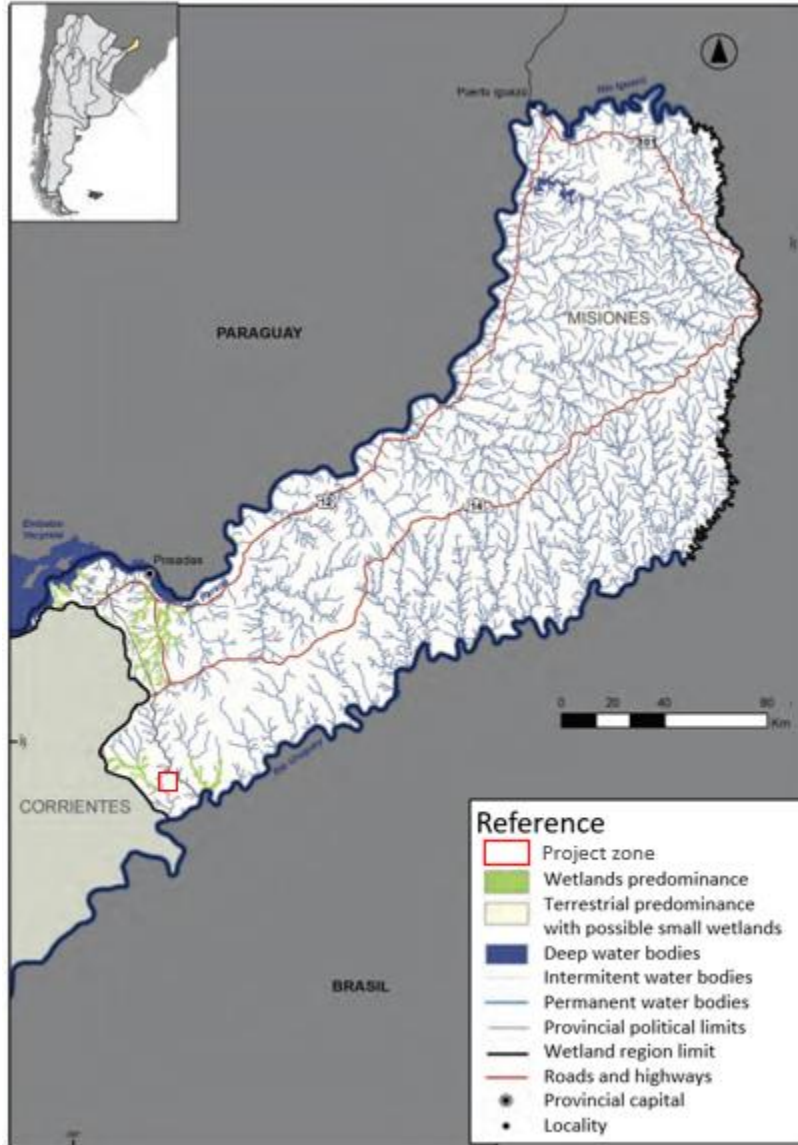 Puerto Iguazú
Río Iguazú
101
PARAGUAY
MISIONES
12
14
Embalse
Yacyretá
Posadas
Paraná
0 20 40 80
Km
Río Uruguay
CORRIENTES
BRASIL
Reference
Project zone
Wetlands predominance
Terrestrial predominance
with possible small wetlands
Deep water bodies
Intermitent water bodies
Permanent water bodies
Provincial political limits
Wetland region limit
Roads and highways
Provincial capital
Locality